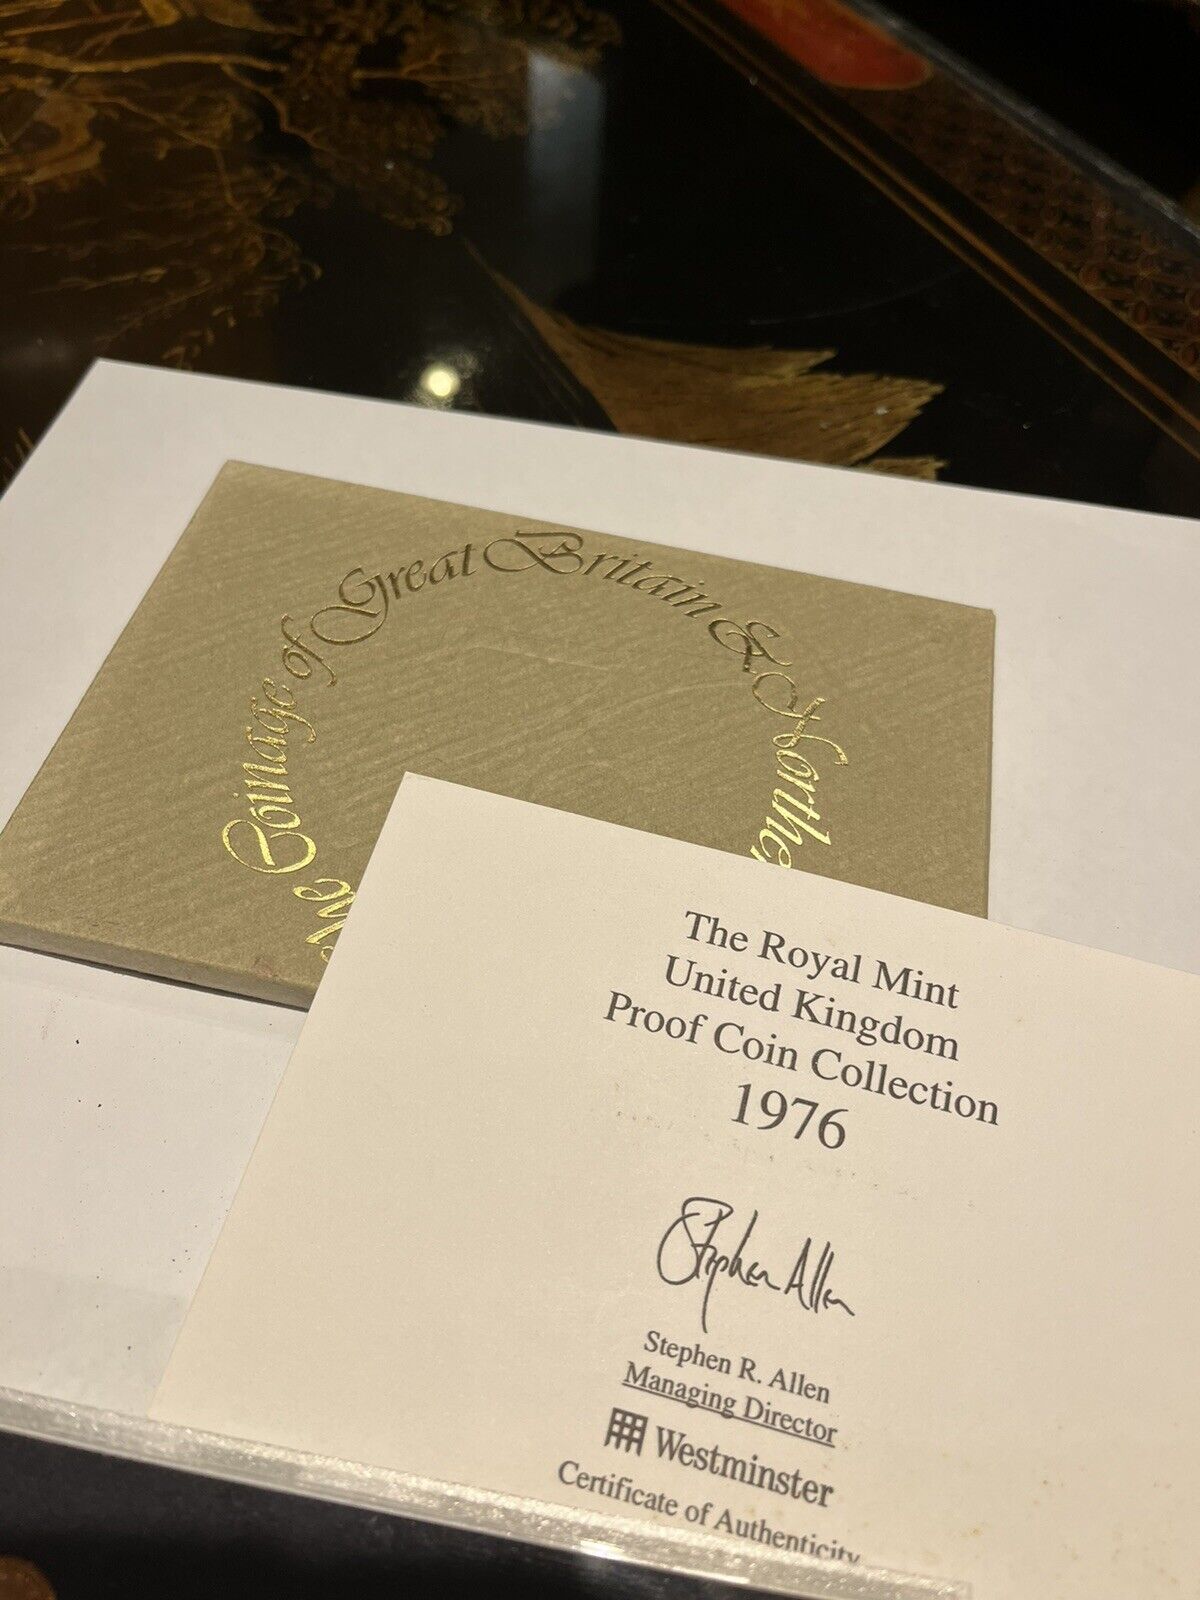 Coinage of Great Britain & Northe
The Royal Mint
United Kingdom
Proof Coin Collection
1976
Stephen Allen
Stephen R. Allen
Managing Director
Westminster
Certificate of Authenticity